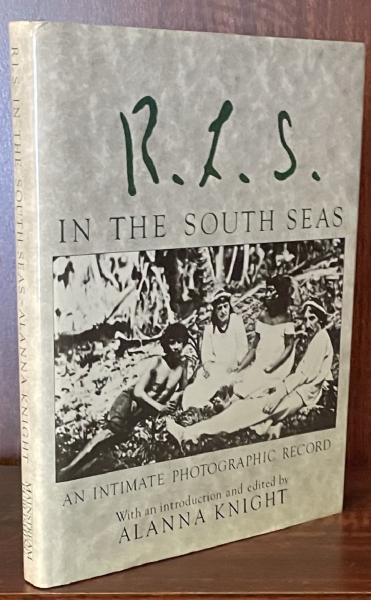 R.L.S.
IN THE SOUTH SEAS
AN INTIMATE PHOTOGRAPHIC RECORD
With an introduction and edited by
ALANNA KNIGHT
R.L.S. IN THE SOUTH SEAS ALANNA KNIGHT
MAINSTREAM